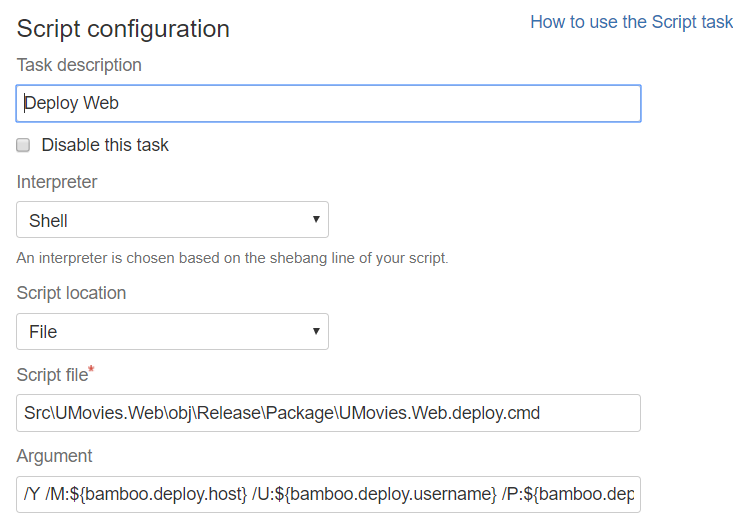 Script configuration
How to use the Script task
Task description
Deploy Web
Disable this task
Interpreter
Shell
An interpreter is chosen based on the shebang line of your script.
Script location
File
Script file*
Src\UMovies.Web\obj\Release\Package\UMovies.Web.deploy.cmd
Argument
/Y /M:${bamboo.deploy.host} /U:${bamboo.deploy.username} /P:${bamboo.dep